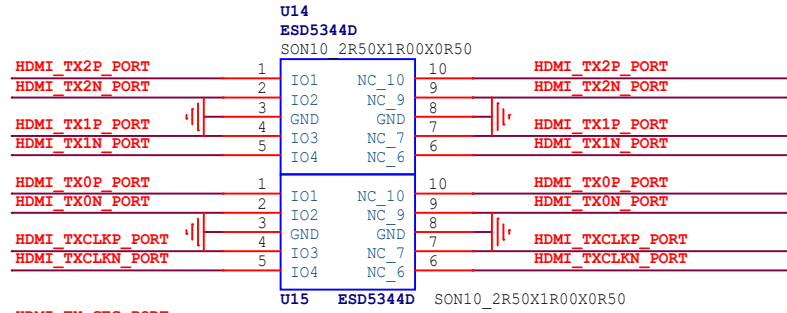 U14
ESD5344D
SON10_2R50X1R00X0R50
HDMI_TX2P_PORT 1 IO1 NC_10 10 HDMI_TX2P_PORT
HDMI_TX2N_PORT 2 IO2 NC_9 9 HDMI_TX2N_PORT
3 GND GND 8
HDMI_TX1P_PORT 4 IO3 NC_7 7 HDMI_TX1P_PORT
HDMI_TX1N_PORT 5 IO4 NC_6 6 HDMI_TX1N_PORT
HDMI_TX0P_PORT 1 IO1 NC_10 10 HDMI_TX0P_PORT
HDMI_TX0N_PORT 2 IO2 NC_9 9 HDMI_TX0N_PORT
3 GND GND 8
HDMI_TXCLKP_PORT 4 IO3 NC_7 7 HDMI_TXCLKP_PORT
HDMI_TXCLKN_PORT 5 IO4 NC_6 6 HDMI_TXCLKN_PORT
U15 ESD5344D SON10_2R50X1R00X0R50